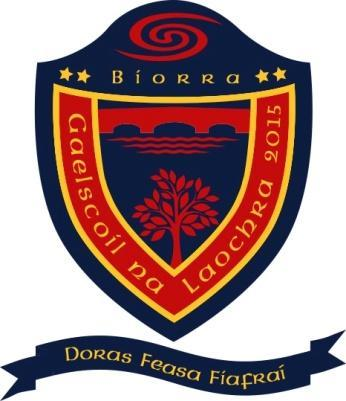 Bíorra
Gaelscoil na Laochra 2015
Doras Feasa Fiafraí